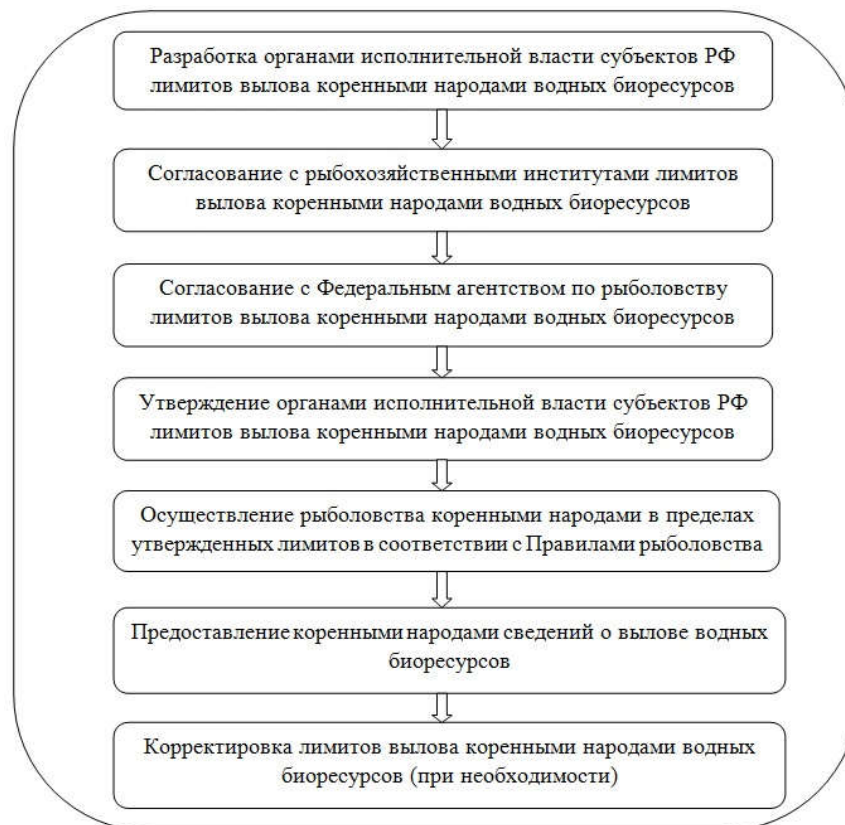 Разработка органами исполнительной власти субъектов РФ
лимитов вылова коренными народами водных биоресурсов
Согласование с рыбохозяйственными институтами лимитов
вылова коренными народами водных биоресурсов
Согласование с Федеральным агентством по рыболовству
лимитов вылова коренными народами водных биоресурсов
Утверждение органами исполнительной власти субъектов РФ
лимитов вылова коренными народами водных биоресурсов
Осуществление рыболовства коренными народами в пределах
утвержденных лимитов в соответствии с Правилами рыболовства
Предоставление коренными народами сведений о вылове водных
биоресурсов
Корректировка лимитов вылова коренными народами водных
биоресурсов (при необходимости)